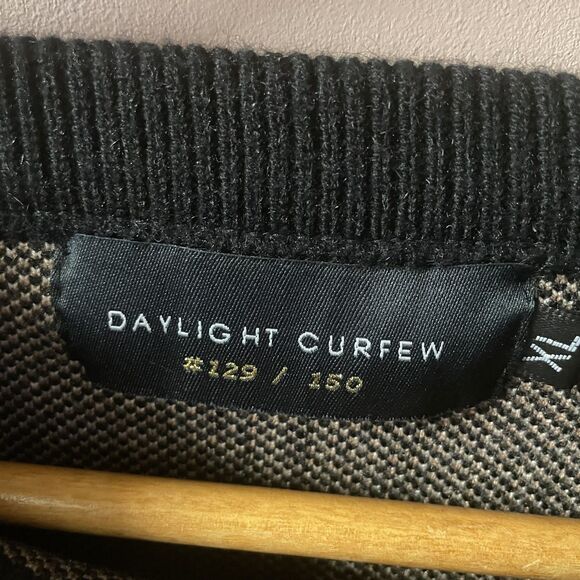 DAYLIGHT CURFEW
#129 / 150
XL